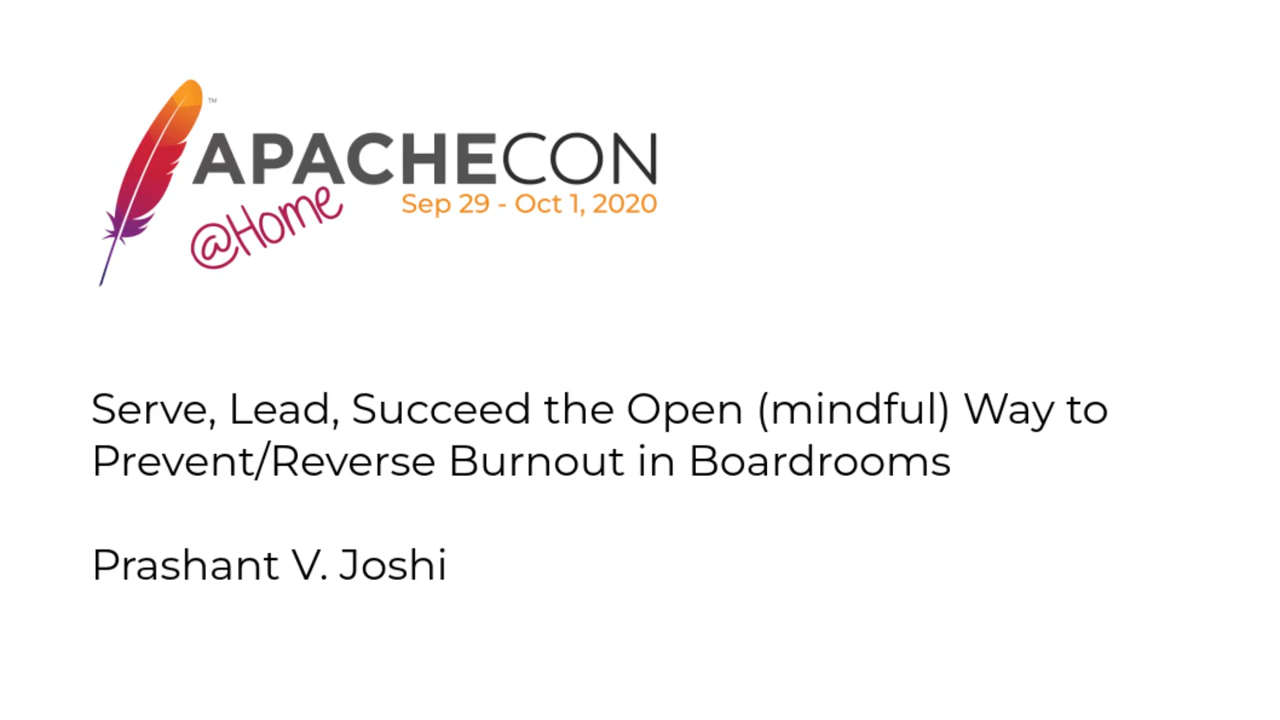 ™
APACHECON
@Home
Sep 29 - Oct 1, 2020
Serve, Lead, Succeed the Open (mindful) Way to
Prevent/Reverse Burnout in Boardrooms
Prashant V. Joshi